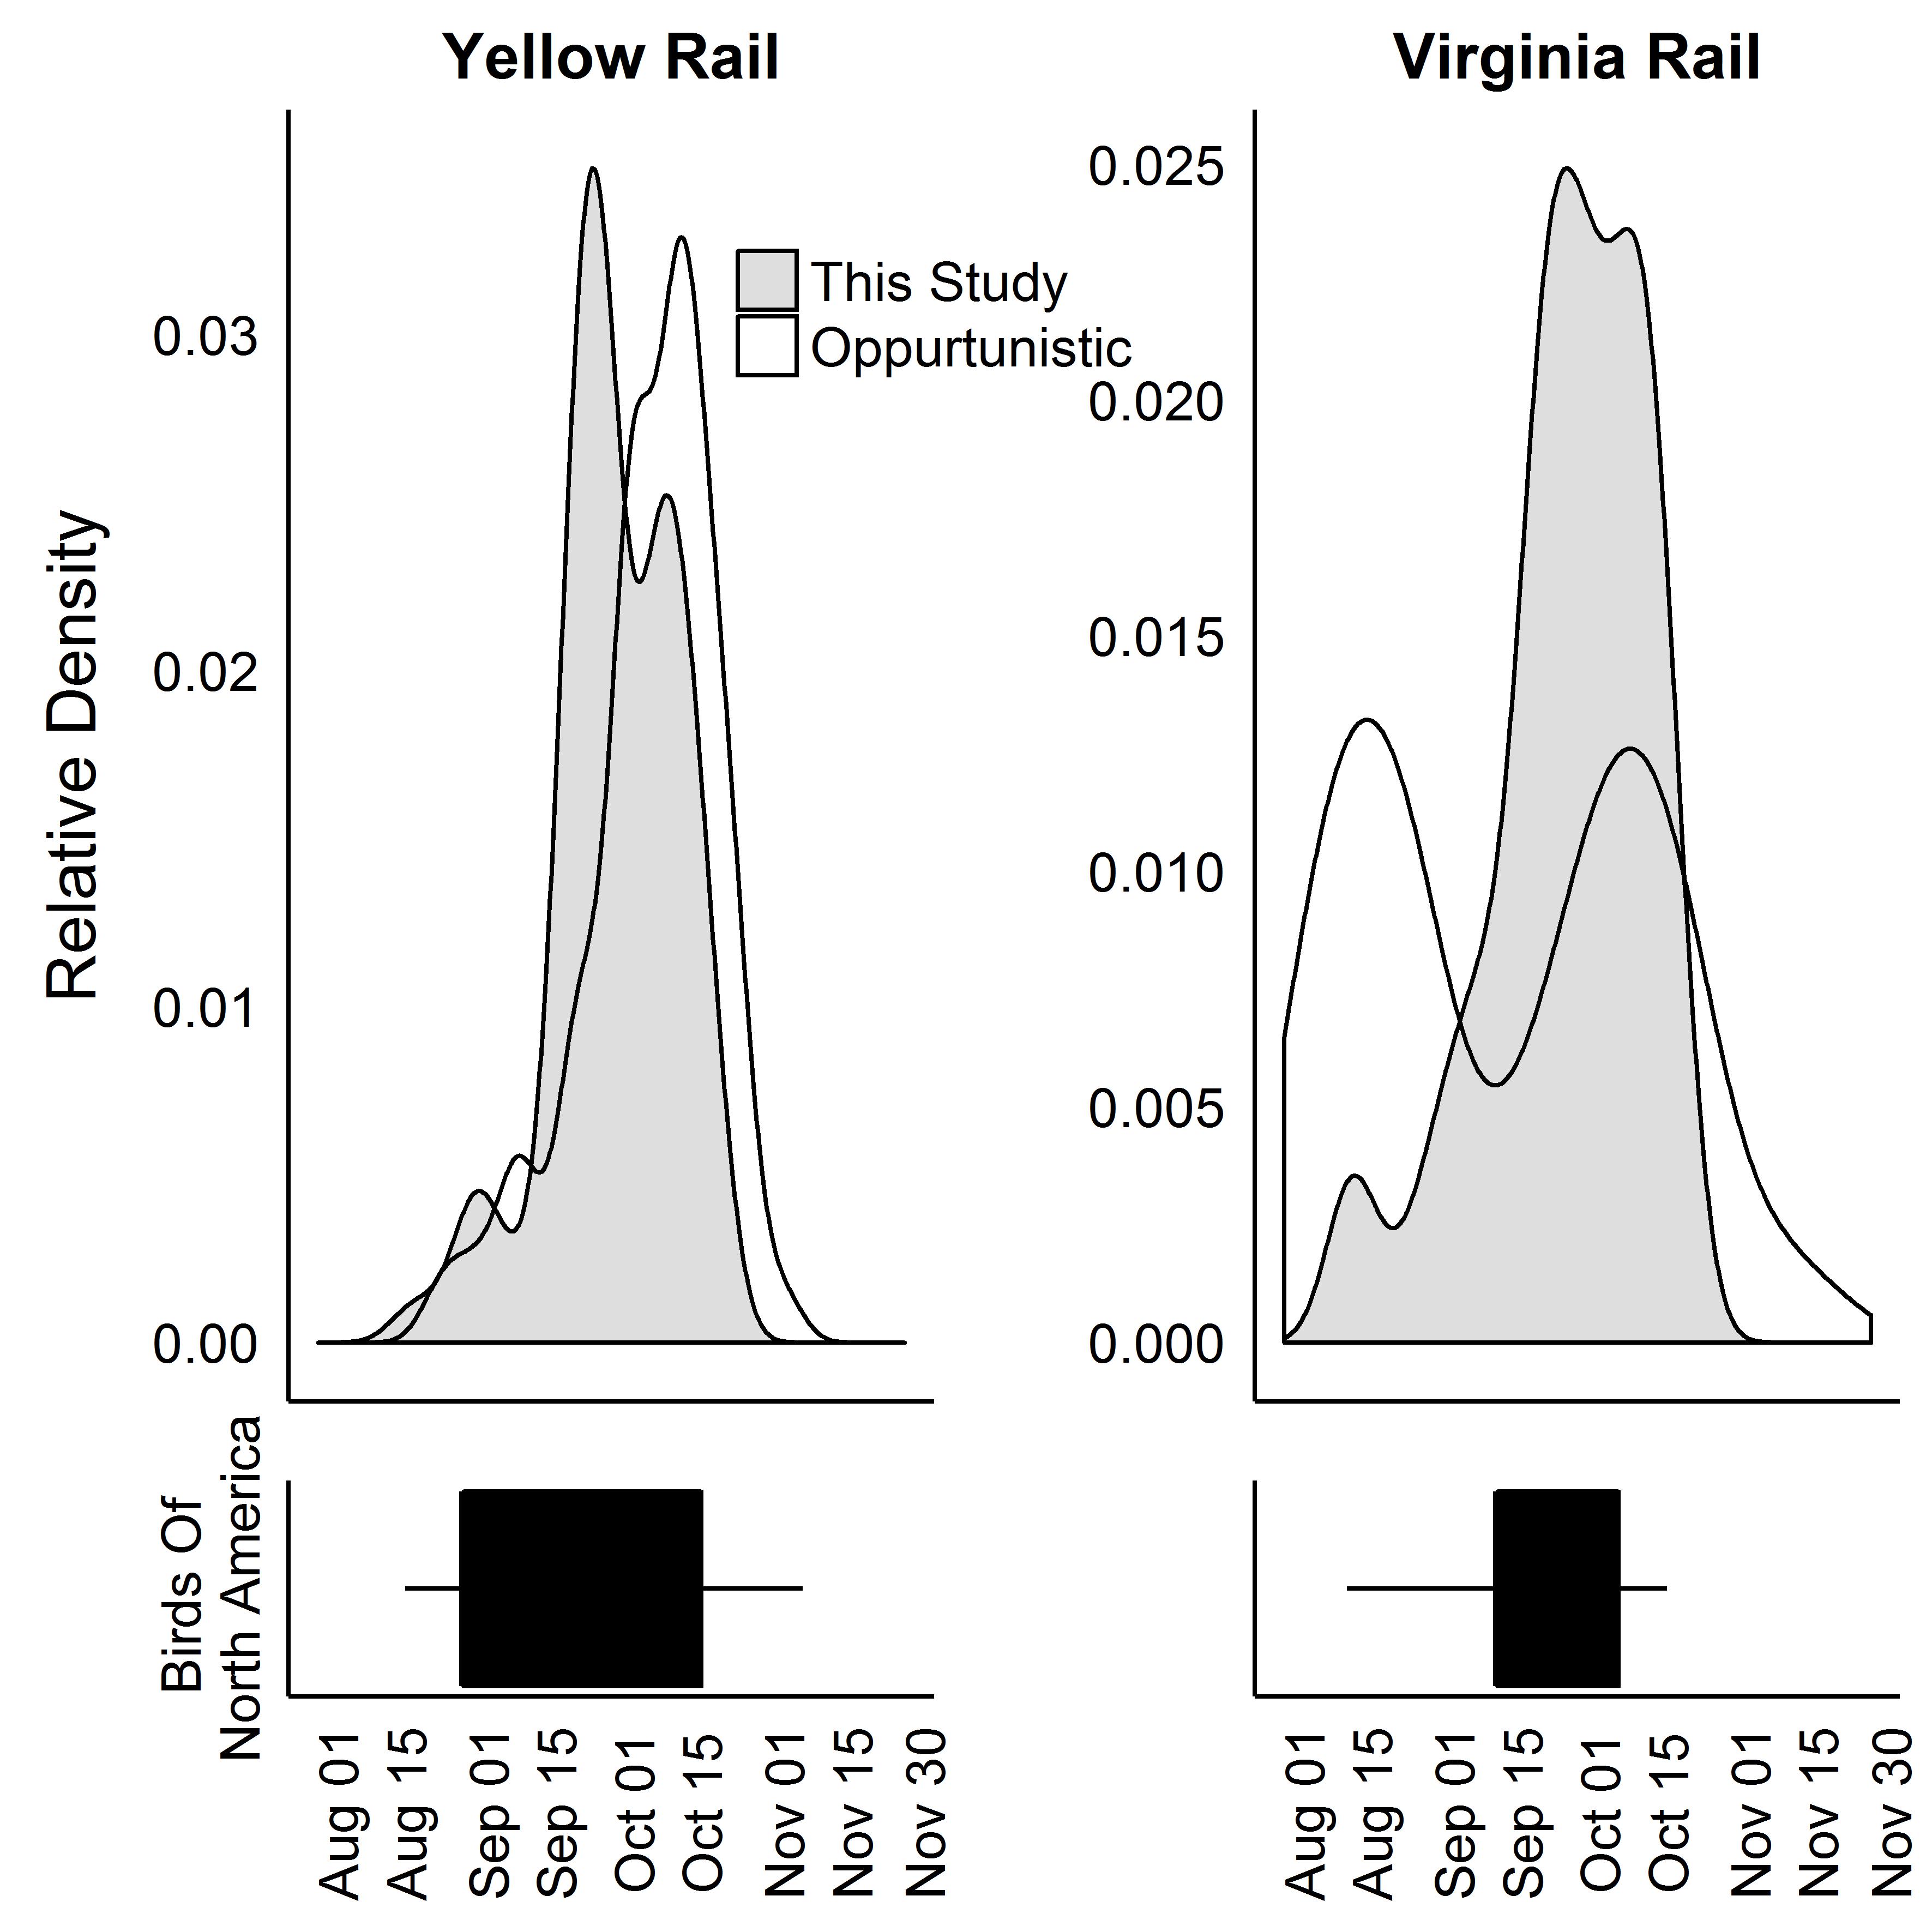 Yellow Rail
Virginia Rail
Relative Density
0.03
0.02
0.01
0.00
This Study
Oppurtunistic
0.025
0.020
0.015
0.010
0.005
0.000
Birds Of
North America
Aug 01
Aug 15
Sep 01
Sep 15
Oct 01
Oct 15
Nov 01
Nov 15
Nov 30
Aug 01
Aug 15
Sep 01
Sep 15
Oct 01
Oct 15
Nov 01
Nov 15
Nov 30